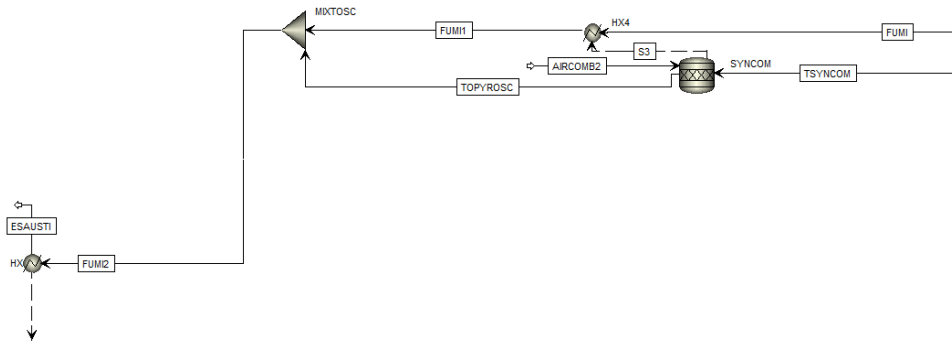 MIXTOSC
FUMI1
HX4
FUMI
S3
SYNCOM
AIRCOMB2
TSYNCOM
TOPYROSC
ESAUSTI
HX
FUMI2